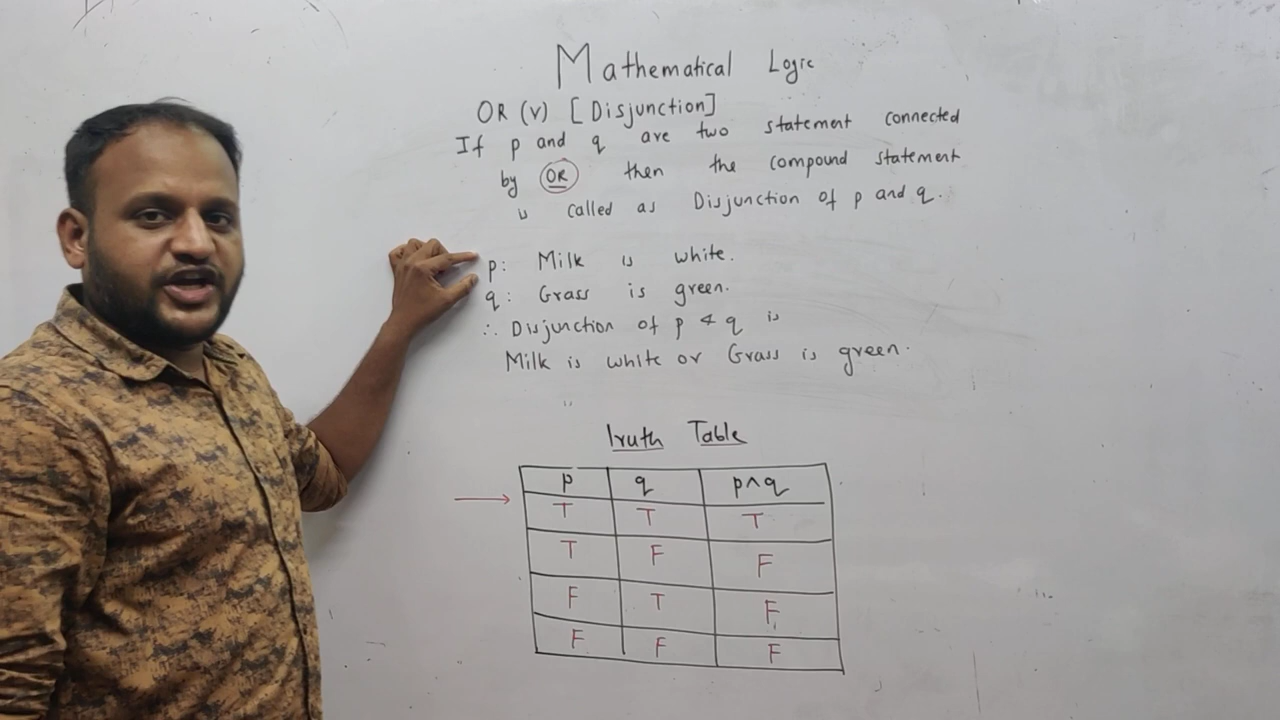 Mathematical Logic
OR (v) [Disjunction]
If p and q are two statement connected
by OR then the compound statement
is called as Disjunction of p and q.
p: Milk is white.
q: Grass is green.
∴ Disjunction of p & q is
Milk is white or Grass is green.
Truth Table
p q p∧q
T T T
T F F
F T F
F F F